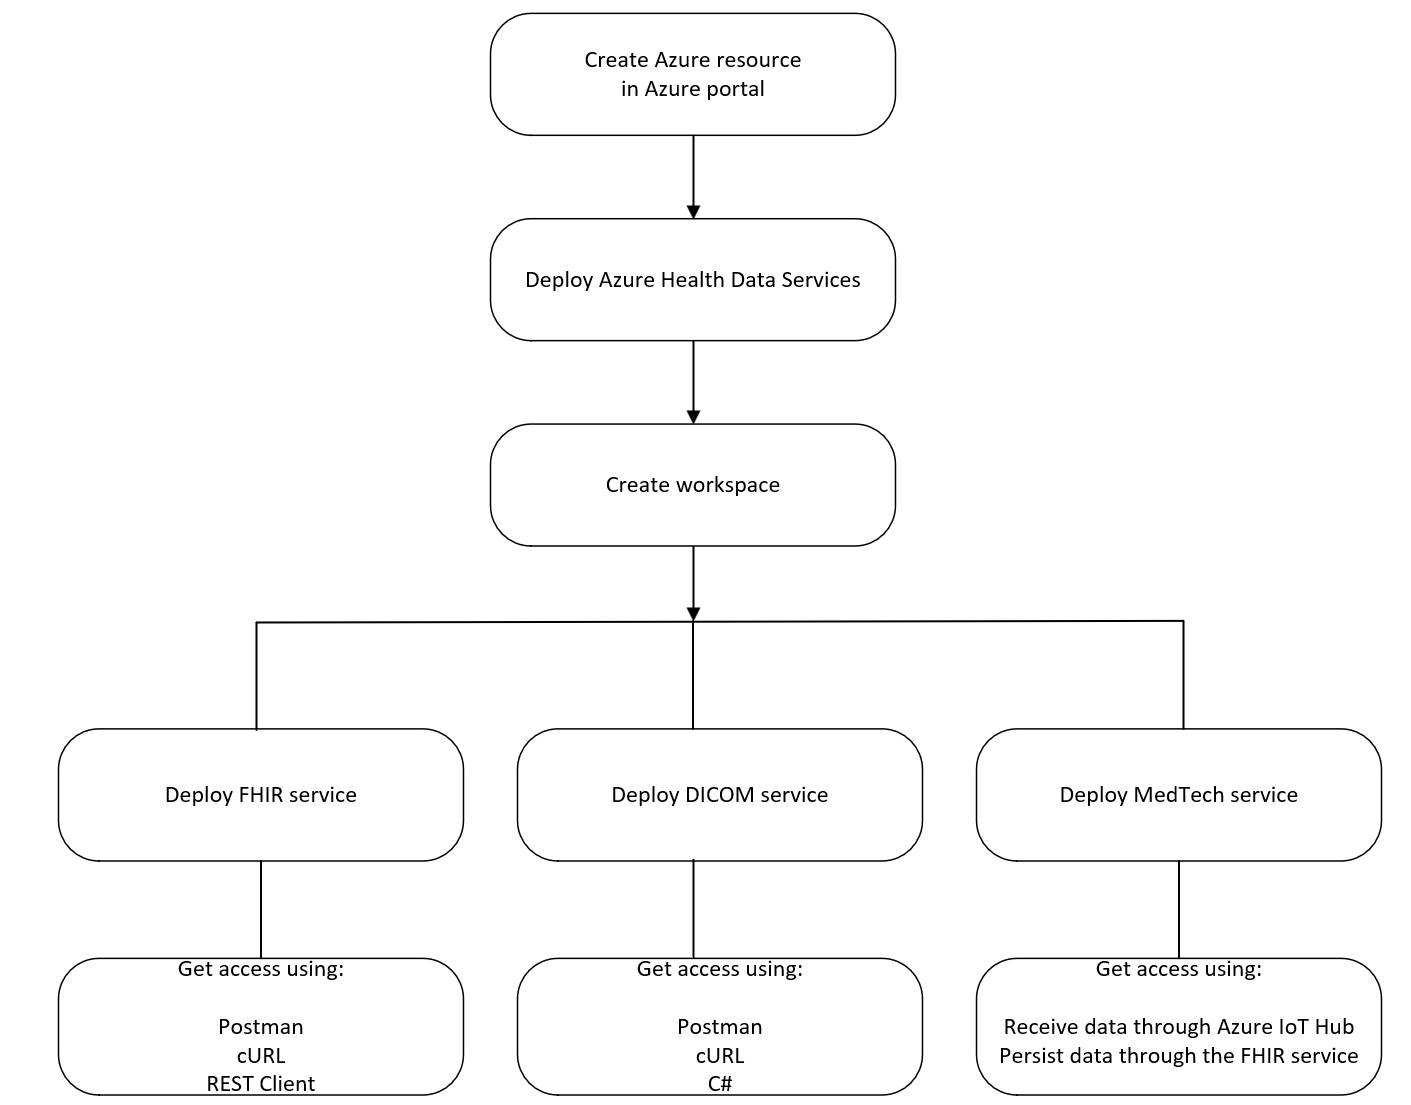 Create Azure resource
in Azure portal
Deploy Azure Health Data Services
Create workspace
Deploy FHIR service
Deploy DICOM service
Deploy MedTech service
Get access using:
Postman
cURL
REST Client
Get access using:
Postman
cURL
C#
Get access using:
Receive data through Azure IoT Hub
Persist data through the FHIR service